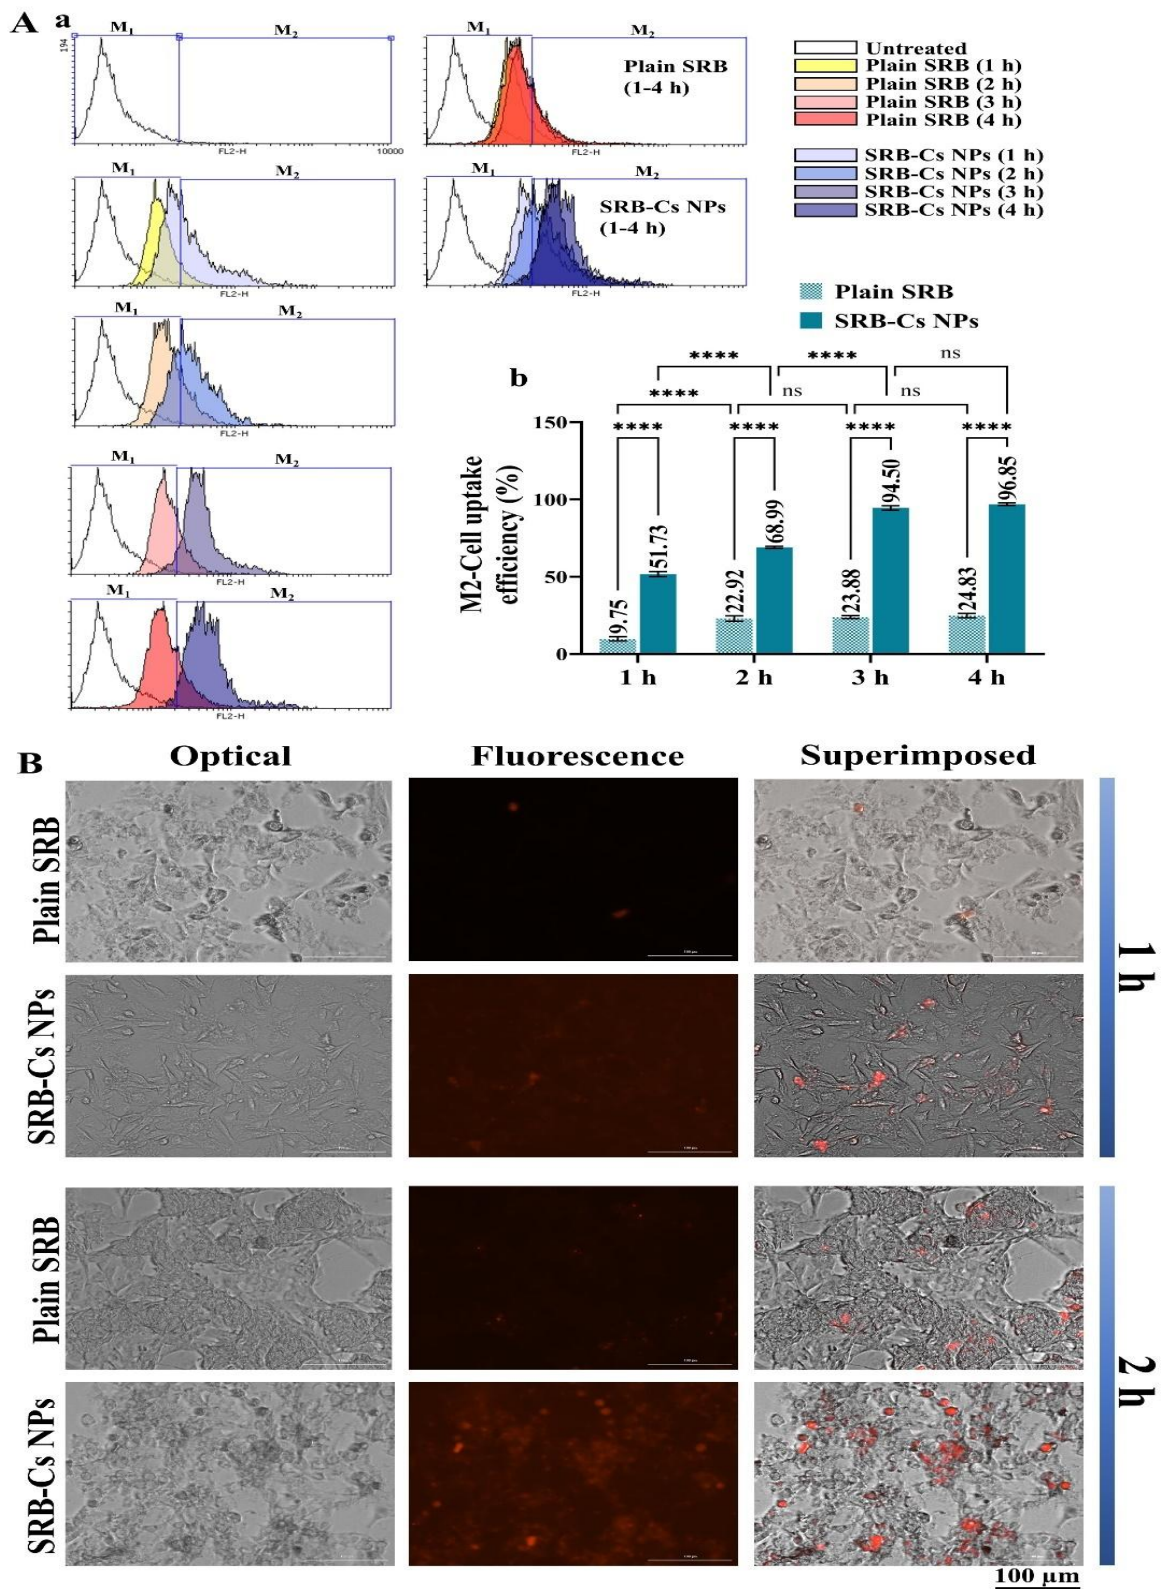 A
a
M₁
M₂
194
FL2-H
10000
M₁
M₂
Plain SRB
(1-4 h)
Untreated
Plain SRB (1 h)
Plain SRB (2 h)
Plain SRB (3 h)
Plain SRB (4 h)
M₁
M₂
FL2-H
M₁
M₂
SRB-Cs NPs
(1-4 h)
FL2-H
SRB-Cs NPs (1 h)
SRB-Cs NPs (2 h)
SRB-Cs NPs (3 h)
SRB-Cs NPs (4 h)
M₁
M₂
FL2-H
M₁
M₂
M₁
M₂
FL2-H
Plain SRB
SRB-Cs NPs
b
**** **** ns
**** ns ns
**** **** **** ****
M2-Cell uptake
efficiency (%)
150
100
50
0
9.75
51.73
22.92
68.99
23.88
94.50
24.83
96.85
1 h
2 h
3 h
4 h
B
Optical
Fluorescence
Superimposed
Plain SRB
SRB-Cs NPs
1 h
Plain SRB
SRB-Cs NPs
2 h
100 µm